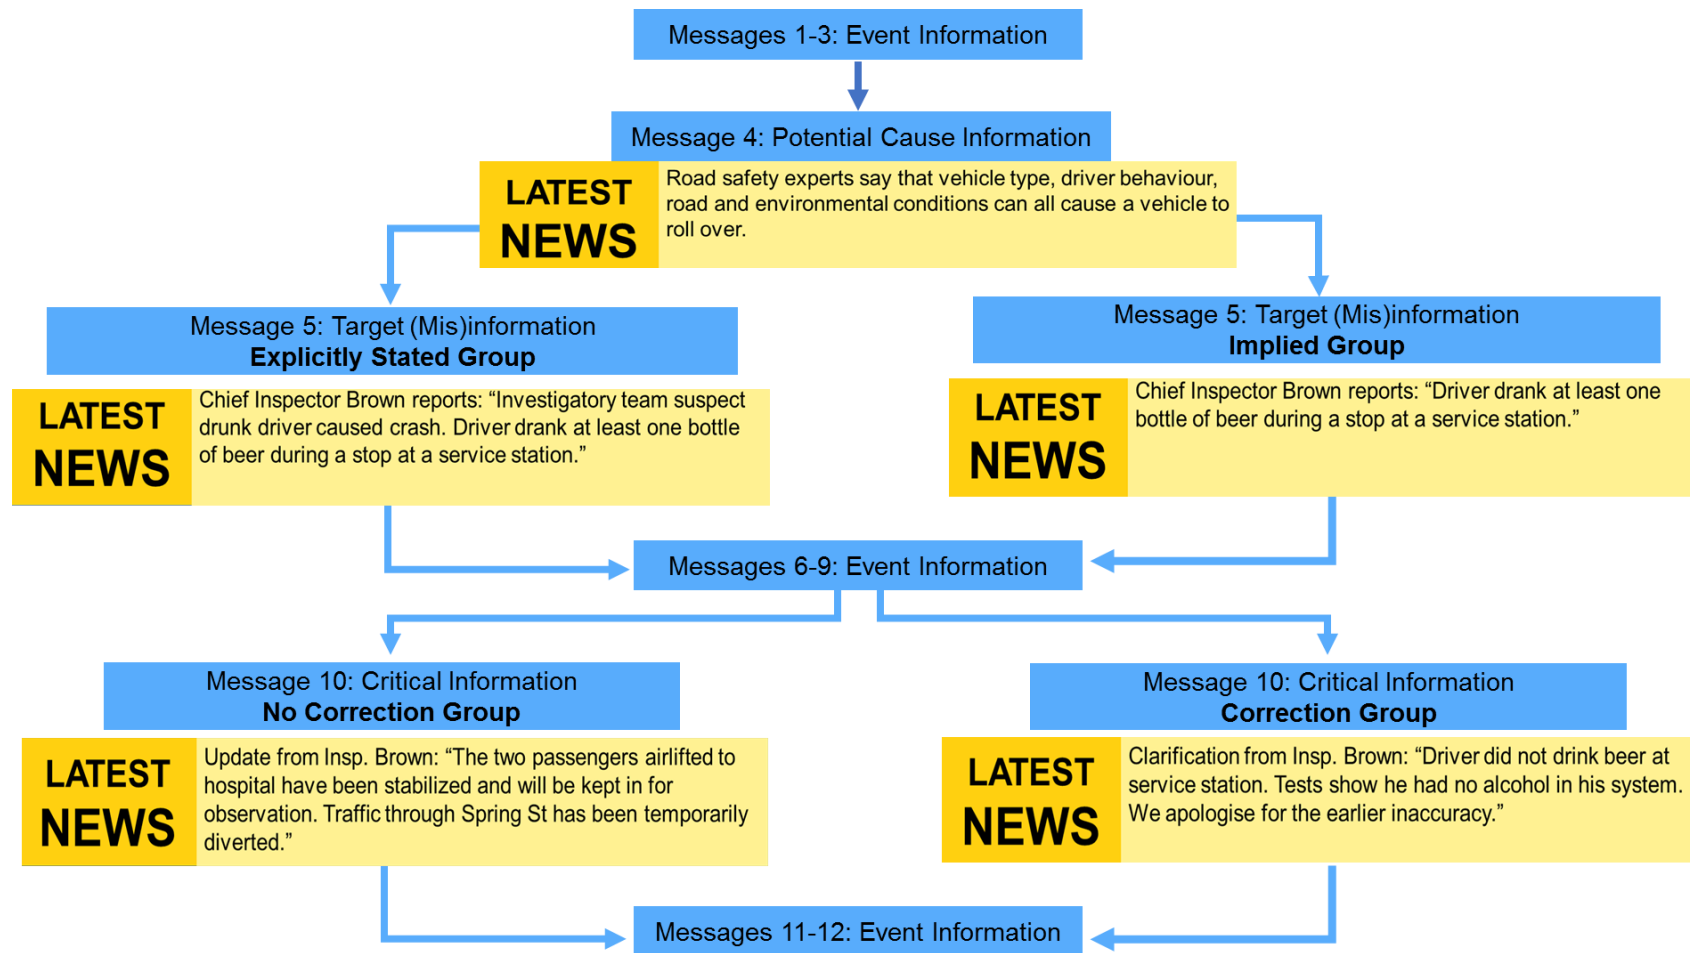 Messages 1-3: Event Information
Message 4: Potential Cause Information
LATEST
NEWS
Road safety experts say that vehicle type, driver behaviour,
road and environmental conditions can all cause a vehicle to
roll over.
Message 5: Target (Mis)information
Explicitly Stated Group
LATEST
NEWS
Chief Inspector Brown reports: “Investigatory team suspect
drunk driver caused crash. Driver drank at least one bottle
of beer during a stop at a service station.”
Message 5: Target (Mis)information
Implied Group
LATEST
NEWS
Chief Inspector Brown reports: “Driver drank at least one
bottle of beer during a stop at a service station.”
Messages 6-9: Event Information
Message 10: Critical Information
No Correction Group
LATEST
NEWS
Update from Insp. Brown: “The two passengers airlifted to
hospital have been stabilized and will be kept in for
observation. Traffic through Spring St has been temporarily
diverted.”
Message 10: Critical Information
Correction Group
LATEST
NEWS
Clarification from Insp. Brown: “Driver did not drink beer at
service station. Tests show he had no alcohol in his system.
We apologise for the earlier inaccuracy.”
Messages 11-12: Event Information